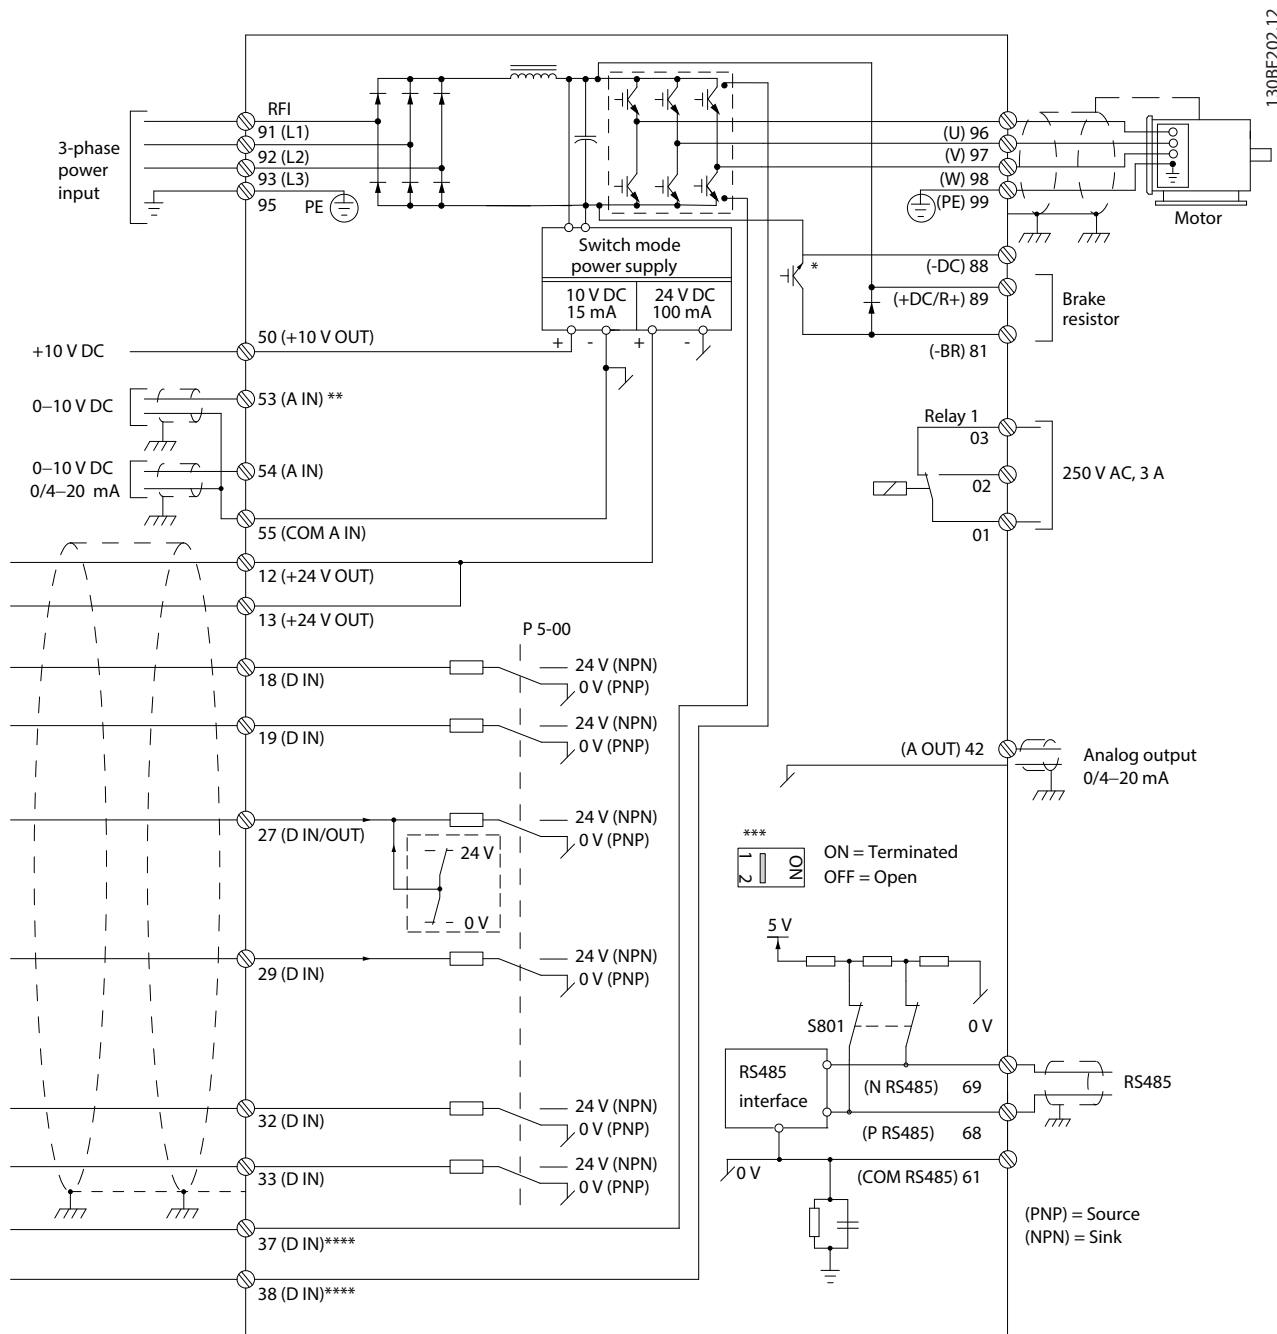 130BE202.12
RFI
91 (L1)
92 (L2)
93 (L3)
95
PE
3-phase
power
input
(U) 96
(V) 97
(W) 98
(PE) 99
Motor
Switch mode
power supply
10 V DC
15 mA
24 V DC
100 mA
+
-
+
-
*
(-DC) 88
(+DC/R+) 89
(-BR) 81
Brake
resistor
+10 V DC
50 (+10 V OUT)
0–10 V DC
53 (A IN) **
0–10 V DC
0/4–20 mA
54 (A IN)
55 (COM A IN)
12 (+24 V OUT)
13 (+24 V OUT)
Relay 1
03
02
01
250 V AC, 3 A
P 5-00
18 (D IN)
24 V (NPN)
0 V (PNP)
19 (D IN)
24 V (NPN)
0 V (PNP)
27 (D IN/OUT)
24 V (NPN)
0 V (PNP)
24 V
0 V
29 (D IN)
24 V (NPN)
0 V (PNP)
32 (D IN)
24 V (NPN)
0 V (PNP)
33 (D IN)
24 V (NPN)
0 V (PNP)
37 (D IN)****
38 (D IN)****
(A OUT) 42
Analog output
0/4–20 mA
***
1 2
ON
ON = Terminated
OFF = Open
5 V
S801
0 V
RS485
interface
(N RS485) 69
RS485
(P RS485) 68
0 V
(COM RS485) 61
(PNP) = Source
(NPN) = Sink